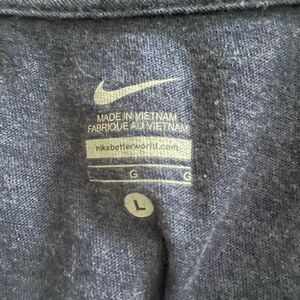 MADE IN VIETNAM
FABRIQUE AU VIETNAM
nikebetterworld.com
G G
L